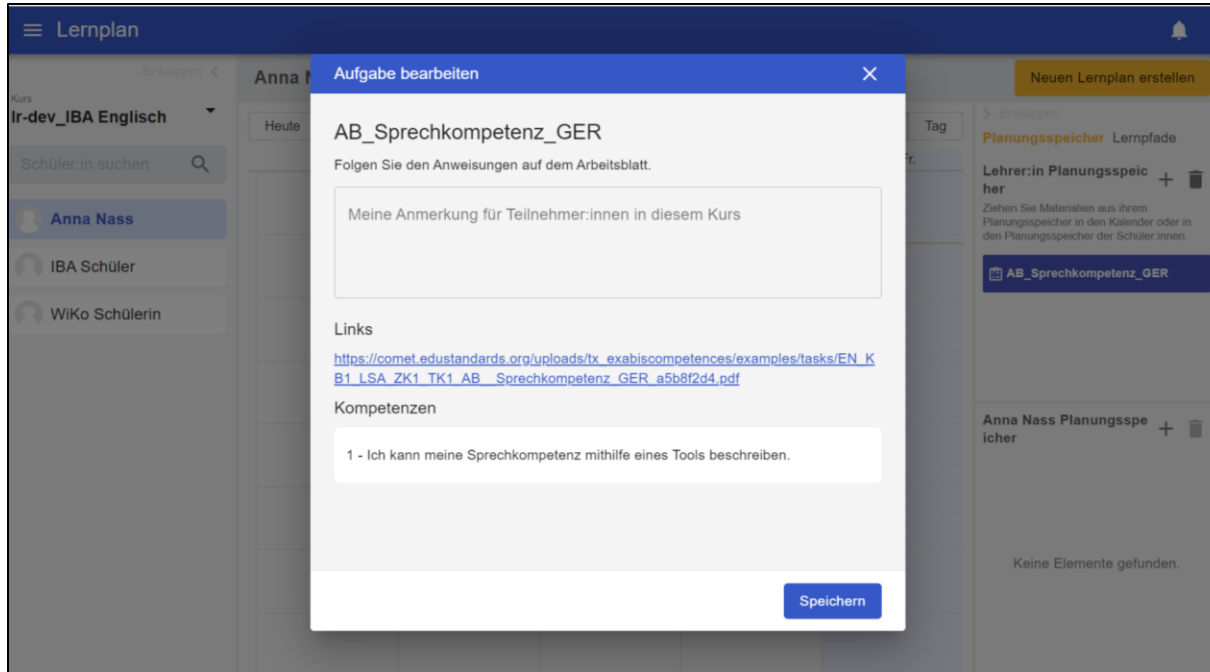 Lernplan
Einklappen
Kurs
lr-dev_IBA Englisch
Schüler:in suchen
Anna Nass
IBA Schüler
WiKo Schülerin
Anna N
Neuen Lernplan erstellen
Heute
Tag
Fr.
Aufgabe bearbeiten
AB_Sprechkompetenz_GER
Folgen Sie den Anweisungen auf dem Arbeitsblatt.
Meine Anmerkung für Teilnehmer:innen in diesem Kurs
Links
https://comet.edustandards.org/uploads/tx_exabiscompetences/examples/tasks/EN_K
B1_LSA_ZK1_TK1_AB__Sprechkompetenz_GER_a5b8f2d4.pdf
Kompetenzen
1 - Ich kann meine Sprechkompetenz mithilfe eines Tools beschreiben.
Speichern
Einklappen
Planungsspeicher Lernpfade
Lehrer:in Planungsspeic
her
Ziehen Sie Materialien aus ihrem
Planungsspeicher in den Kalender oder in
den Planungsspeicher der Schüler:innen.
AB_Sprechkompetenz_GER
Anna Nass Planungsspe
icher
Keine Elemente gefunden.